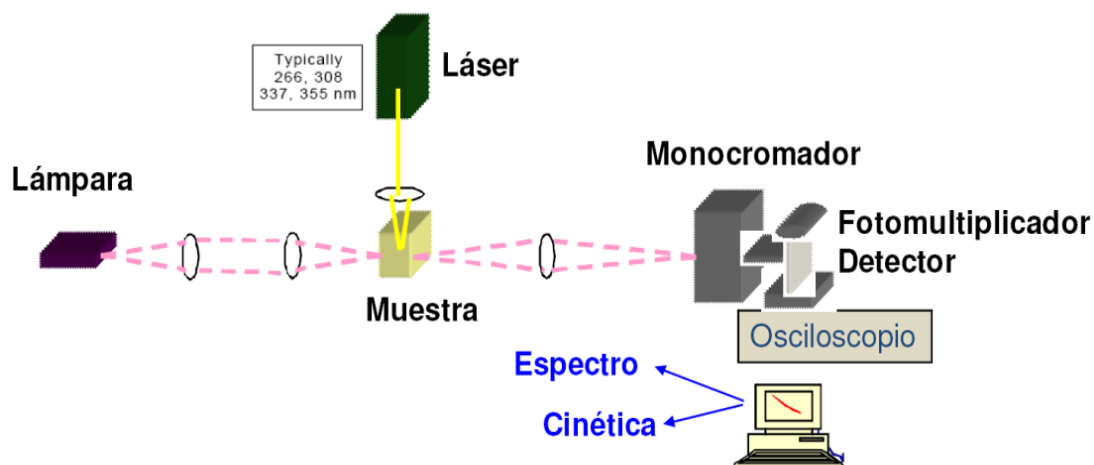 Typically
266, 308
337, 355 nm
Láser
Monocromador
Lámpara
Fotomultiplicador
Detector
Muestra
Osciloscopio
Espectro
Cinética